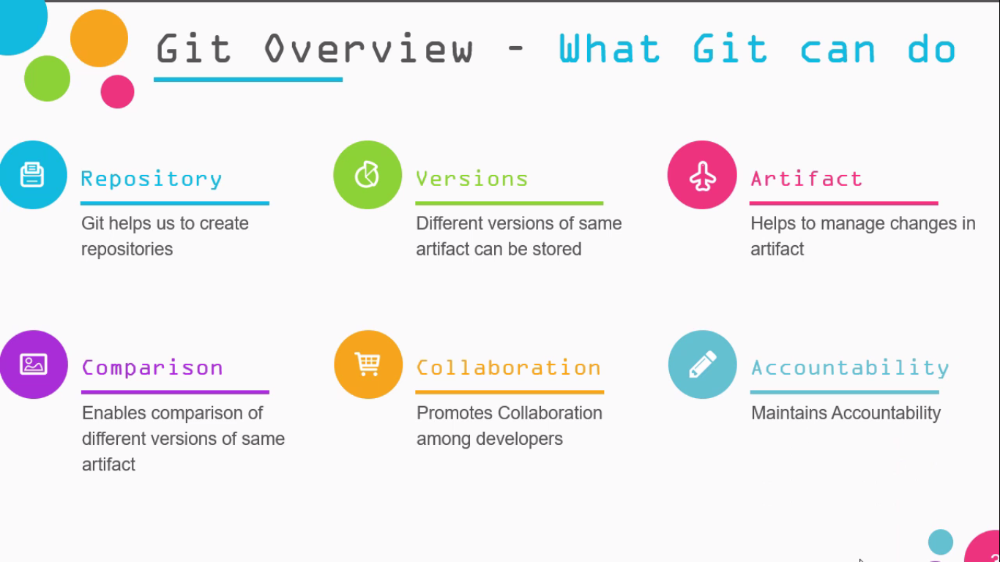 Git Overview - What Git can do
Repository
Git helps us to create
repositories
Versions
Different versions of same
artifact can be stored
Artifact
Helps to manage changes in
artifact
Comparison
Enables comparison of
different versions of same
artifact
Collaboration
Promotes Collaboration
among developers
Accountability
Maintains Accountability